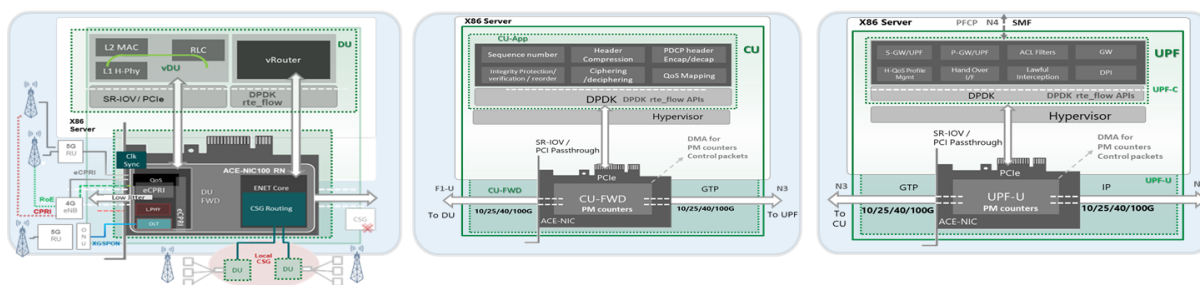 DU
L2 MAC
RLC
vDU
L1 H-Phy
vRouter
SR-IOV / PCIe
DPDK
rte_flow
X86
Server
Clk
Sync
ACE-NIC100 RN
5G
RU
eCPRI
QoS
eCPRI
DU
FWD
ENET Core
CSG Routing
RoE
4G
eNB
Low Jitter
L.PHY
eCPRI
CPRI
OLT
5G
RU
O
N
U
XGSPON
CSG
Local
CSG
DU
DU
X86 Server
CU-App
CU
Sequence number
Header
Compression
PDCP header
Encap/decap
Integrity Protection/
verification / reorder
Ciphering
/deciphering
QoS Mapping
DPDK
DPDK rte_flow APIs
Hypervisor
SR-IOV /
PCI Passthrough
DMA for
PM counters
Control packets
PCIe
F1-U
CU-FWD
CU-FWD
PM counters
GTP
N3
To DU
10/25/40/100G
10/25/40/100G
To UPF
ACE-NIC
X86 Server
PFCP
N4
SMF
S-GW/UPF
P-GW/UPF
ACL Filters
GW
UPF
H-QoS Profile
Mgmt
Hand Over
I/F
Lawful
Interception
DPI
UPF-C
DPDK
DPDK rte_flow APIs
Hypervisor
SR-IOV /
PCI Passthrough
DMA for
PM counters
Control packets
PCIe
UPF-U
N3
GTP
UPF-U
PM counters
IP
N6
To
CU
10/25/40/100G
10/25/40/100G
ACE-NIC